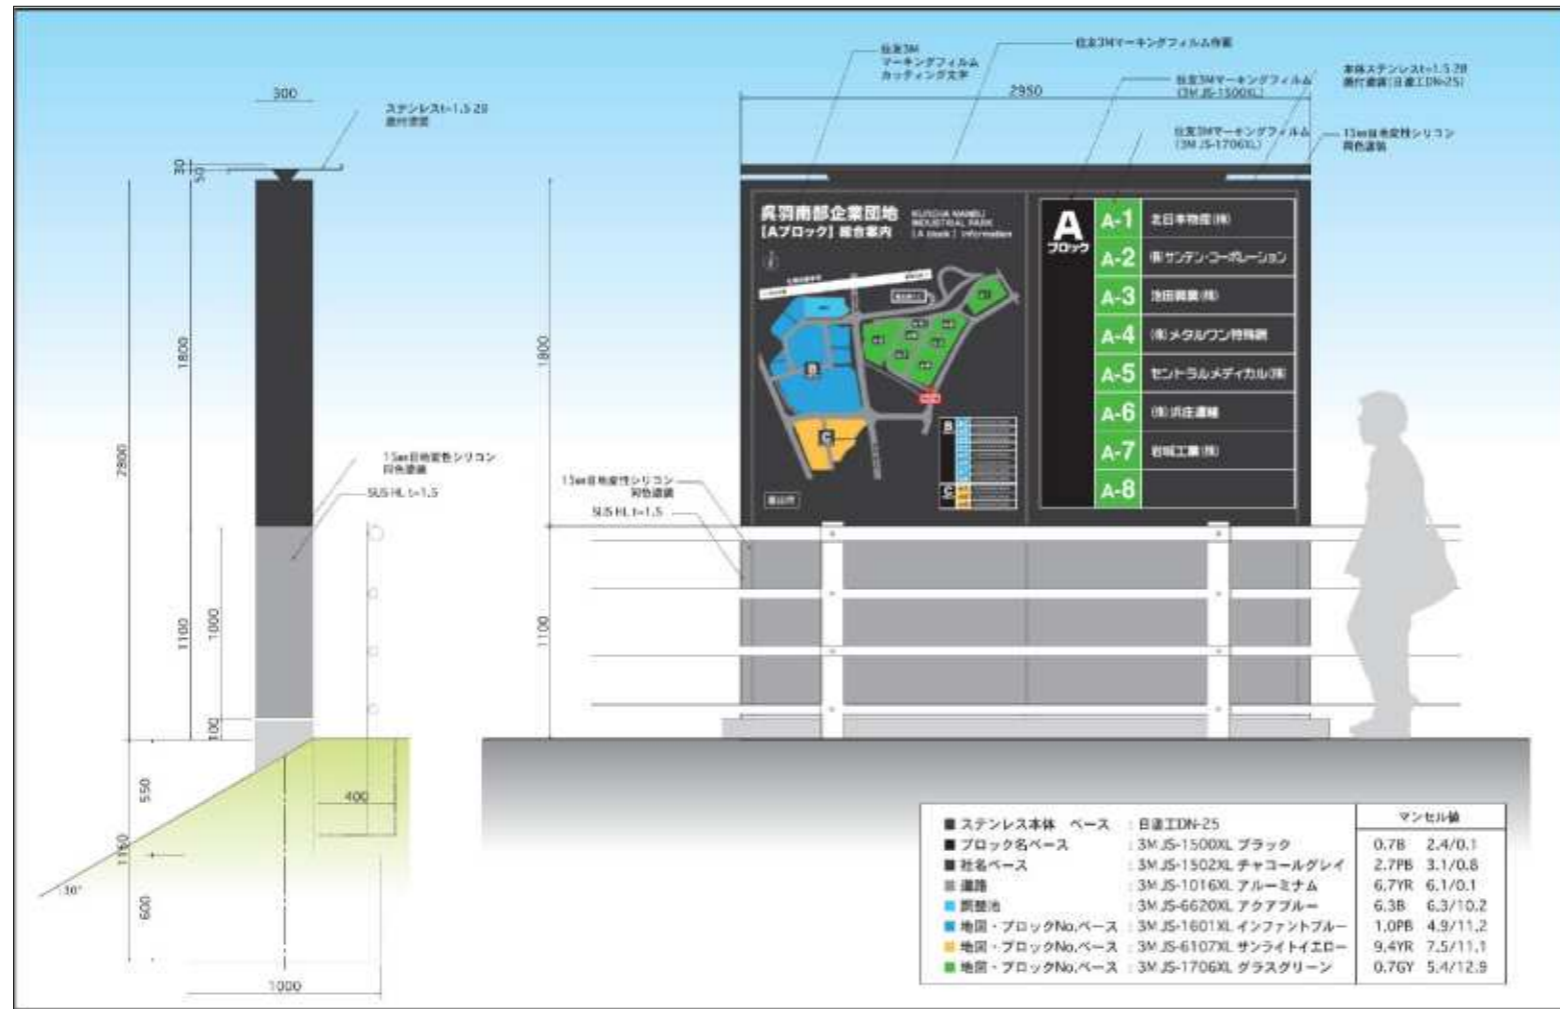 300
ステンレスt=1.5 2B
焼付塗装
30
50
1800
2800
15mm目地変性シリコン
同色塗装
SUS HL t=1.5
1100
1000
100
550
1160
600
400
30°
1000
住友3M
マーキングフィルム
カッティング文字
住友3Mマーキングフィルム作画
住友3Mマーキングフィルム
(3M JS-1500XL)
本体ステンレスt=1.5 2B
焼付塗装(日塗工DN-25)
2950
住友3Mマーキングフィルム
(3M JS-1706XL)
15mm目地変性シリコン
同色塗装
1800
1100
15mm目地変性シリコン
同色塗装
SUS HL t=1.5
呉羽南部企業団地
[Aブロック] 総合案内
KUREHA NANBU
INDUSTRIAL PARK
[A block] Information
B
C
B
C
富山市
A
ブロック
A-1 北日本物産(株)
A-2 (株)サンテン・コーポレーション
A-3 池田興業(株)
A-4 (株)メタルワン特殊鋼
A-5 セントラルメディカル(株)
A-6 (株)浜庄運輸
A-7 岩城工業(株)
A-8
マンセル値
ステンレス本体 ベース : 日塗工DN-25
ブロック名ベース : 3M JS-1500XL ブラック 0.7B 2.4/0.1
社名ベース : 3M JS-1502XL チャコールグレイ 2.7PB 3.1/0.8
道路 : 3M JS-1016XL アルーミナム 6.7YR 6.1/0.1
調整池 : 3M JS-6620XL アクアブルー 6.3B 6.3/10.2
地図・ブロックNo.ベース : 3M JS-1601XL インファントブルー 1.0PB 4.9/11.2
地図・ブロックNo.ベース : 3M JS-6107XL サンライトイエロー 9.4YR 7.5/11.1
地図・ブロックNo.ベース : 3M JS-1706XL グラスグリーン 0.7GY 5.4/12.9